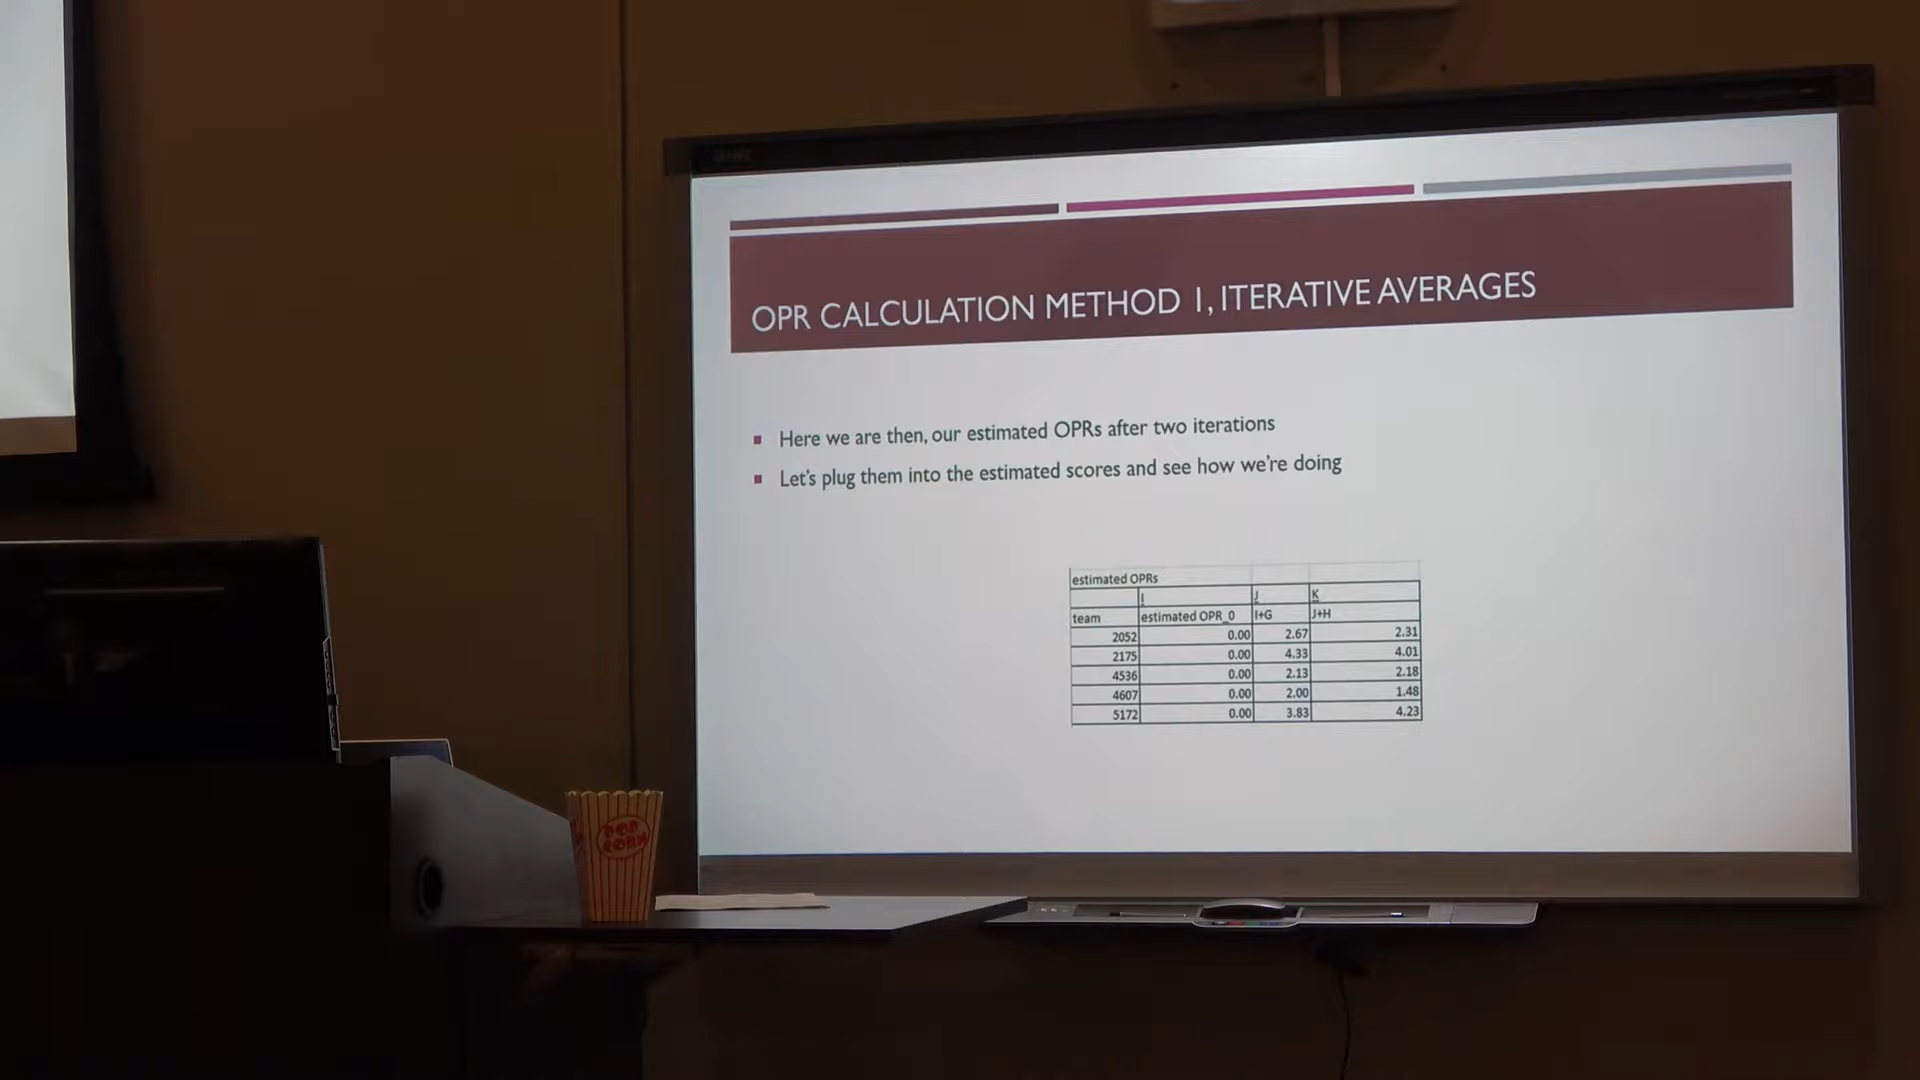 SMART
OPR CALCULATION METHOD 1, ITERATIVE AVERAGES
Here we are then, our estimated OPRs after two iterations
Let's plug them into the estimated scores and see how we're doing
estimated OPRs
I J K
team estimated OPR_0 I+G J+H
2052 0.00 2.67 2.31
2175 0.00 4.33 4.01
4536 0.00 2.13 2.18
4607 0.00 2.00 1.48
5172 0.00 3.83 4.23
POP
CORN